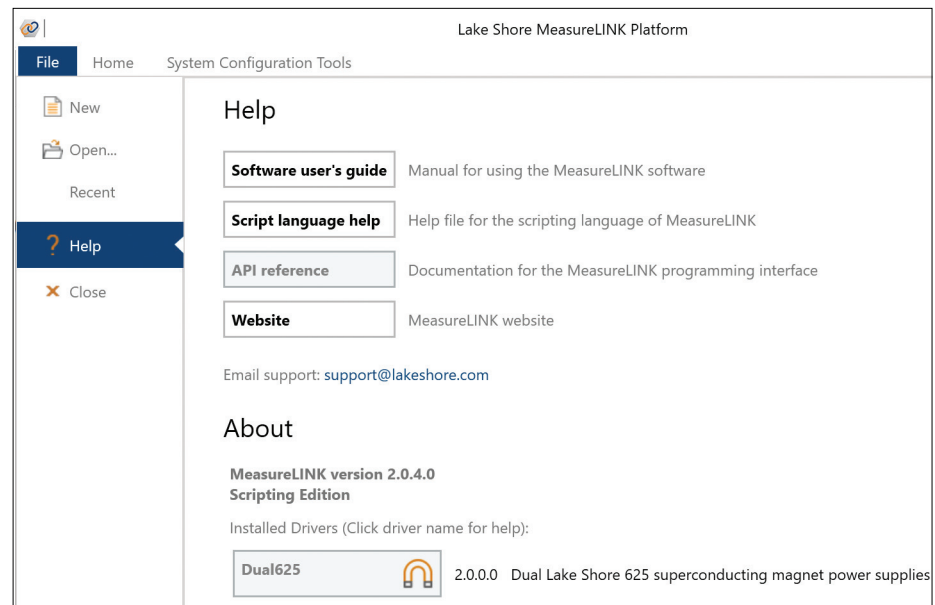 Lake Shore MeasureLINK Platform
File Home System Configuration Tools
New
Open...
Recent
? Help
Close
Help
Software user's guide Manual for using the MeasureLINK software
Script language help Help file for the scripting language of MeasureLINK
API reference Documentation for the MeasureLINK programming interface
Website MeasureLINK website
Email support: support@lakeshore.com
About
MeasureLINK version 2.0.4.0
Scripting Edition
Installed Drivers (Click driver name for help):
Dual625 2.0.0.0 Dual Lake Shore 625 superconducting magnet power supplies